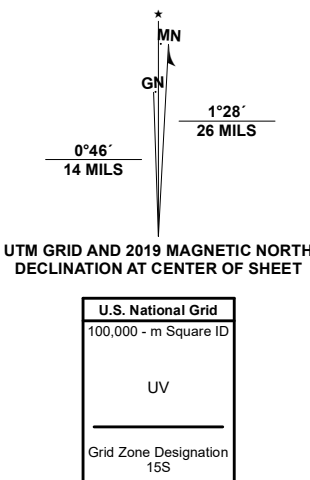 ★
MN
GN
1°28´
26 MILS
0°46´
14 MILS
UTM GRID AND 2019 MAGNETIC NORTH
DECLINATION AT CENTER OF SHEET
U.S. National Grid
100,000 - m Square ID
UV
Grid Zone Designation
15S